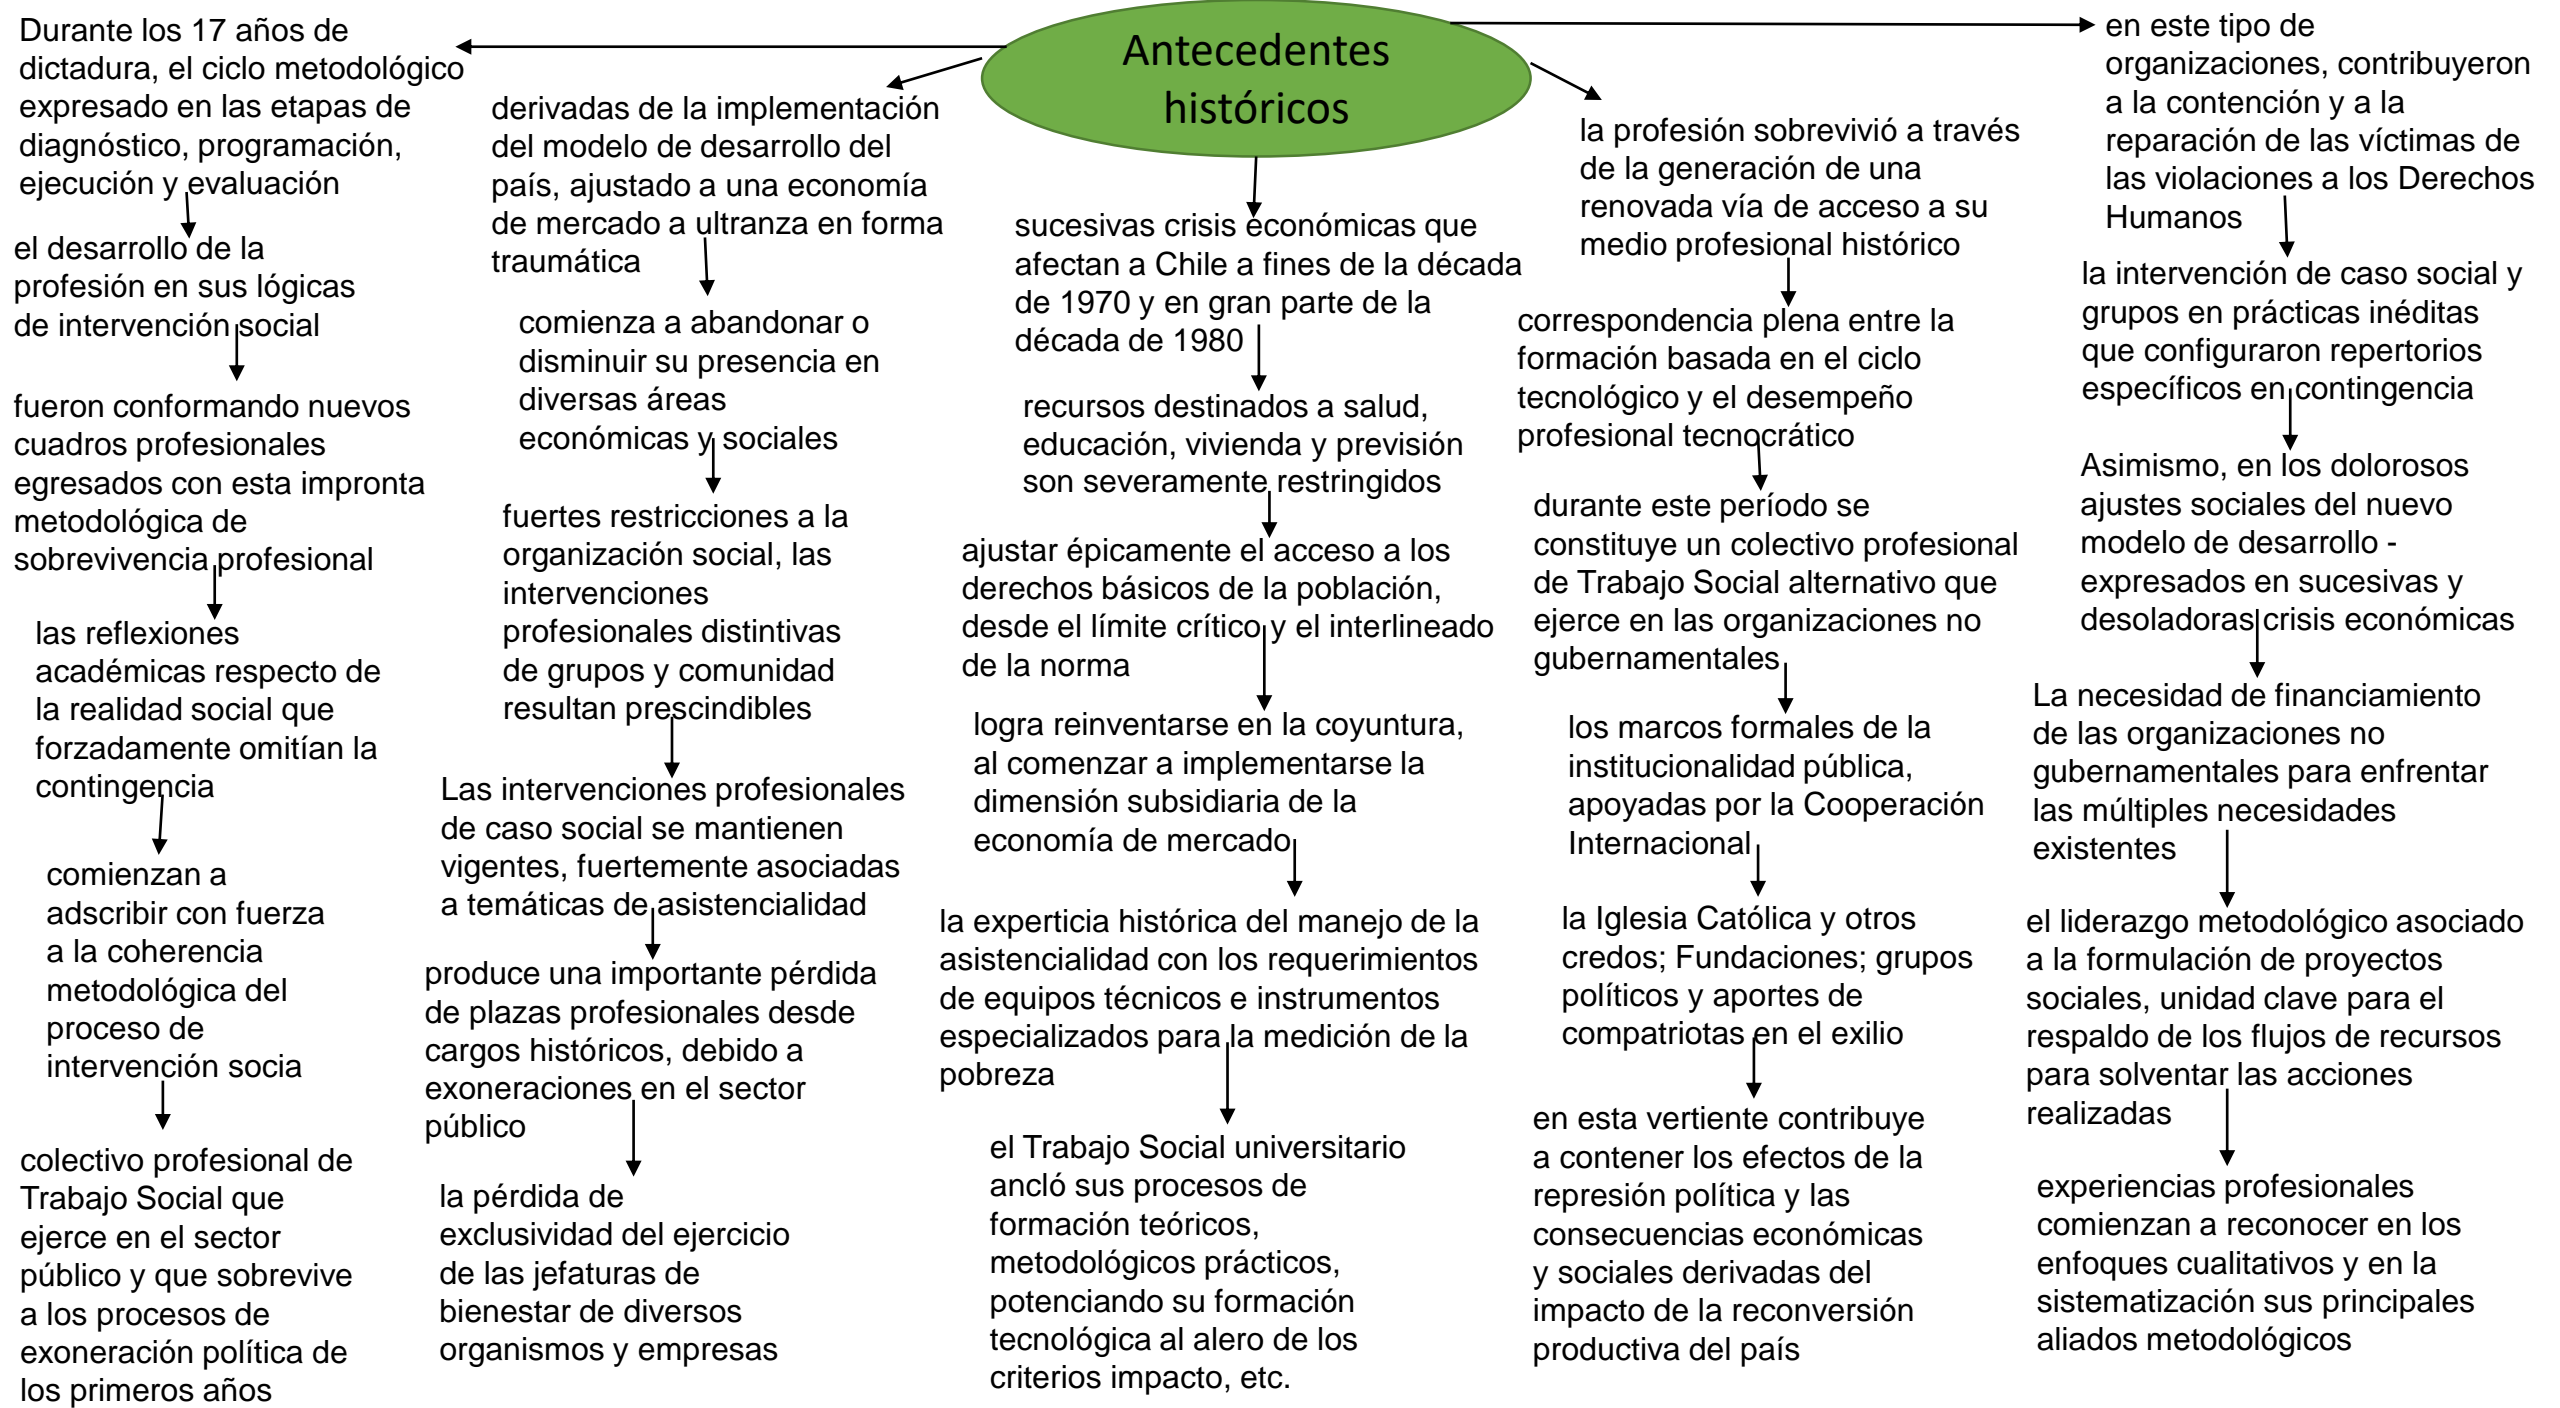 Antecedentes
históricos
Durante los 17 años de
dictadura, el ciclo metodológico
expresado en las etapas de
diagnóstico, programación,
ejecución y evaluación
el desarrollo de la
profesión en sus lógicas
de intervención social
fueron conformando nuevos
cuadros profesionales
egresados con esta impronta
metodológica de
sobrevivencia profesional
las reflexiones
académicas respecto de
la realidad social que
forzadamente omitían la
contingencia
comienzan a
adscribir con fuerza
a la coherencia
metodológica del
proceso de
intervención socia
colectivo profesional de
Trabajo Social que
ejerce en el sector
público y que sobrevive
a los procesos de
exoneración política de
los primeros años
derivadas de la implementación
del modelo de desarrollo del
país, ajustado a una economía
de mercado a ultranza en forma
traumática
comienza a abandonar o
disminuir su presencia en
diversas áreas
económicas y sociales
fuertes restricciones a la
organización social, las
intervenciones
profesionales distintivas
de grupos y comunidad
resultan prescindibles
Las intervenciones profesionales
de caso social se mantienen
vigentes, fuertemente asociadas
a temáticas de asistencialidad
produce una importante pérdida
de plazas profesionales desde
cargos históricos, debido a
exoneraciones en el sector
público
la pérdida de
exclusividad del ejercicio
de las jefaturas de
bienestar de diversos
organismos y empresas
sucesivas crisis económicas que
afectan a Chile a fines de la década
de 1970 y en gran parte de la
década de 1980
recursos destinados a salud,
educación, vivienda y previsión
son severamente restringidos
ajustar épicamente el acceso a los
derechos básicos de la población,
desde el límite crítico y el interlineado
de la norma
logra reinventarse en la coyuntura,
al comenzar a implementarse la
dimensión subsidiaria de la
economía de mercado
la experticia histórica del manejo de la
asistencialidad con los requerimientos
de equipos técnicos e instrumentos
especializados para la medición de la
pobreza
el Trabajo Social universitario
ancló sus procesos de
formación teóricos,
metodológicos prácticos,
potenciando su formación
tecnológica al alero de los
criterios impacto, etc.
la profesión sobrevivió a través
de la generación de una
renovada vía de acceso a su
medio profesional histórico
correspondencia plena entre la
formación basada en el ciclo
tecnológico y el desempeño
profesional tecnocrático
durante este período se
constituye un colectivo profesional
de Trabajo Social alternativo que
ejerce en las organizaciones no
gubernamentales
los marcos formales de la
institucionalidad pública,
apoyadas por la Cooperación
Internacional
la Iglesia Católica y otros
credos; Fundaciones; grupos
políticos y aportes de
compatriotas en el exilio
en esta vertiente contribuye
a contener los efectos de la
represión política y las
consecuencias económicas
y sociales derivadas del
impacto de la reconversión
productiva del país
en este tipo de
organizaciones, contribuyeron
a la contención y a la
reparación de las víctimas de
las violaciones a los Derechos
Humanos
la intervención de caso social y
grupos en prácticas inéditas
que configuraron repertorios
específicos en contingencia
Asimismo, en los dolorosos
ajustes sociales del nuevo
modelo de desarrollo -
expresados en sucesivas y
desoladoras crisis económicas
La necesidad de financiamiento
de las organizaciones no
gubernamentales para enfrentar
las múltiples necesidades
existentes
el liderazgo metodológico asociado
a la formulación de proyectos
sociales, unidad clave para el
respaldo de los flujos de recursos
para solventar las acciones
realizadas
experiencias profesionales
comienzan a reconocer en los
enfoques cualitativos y en la
sistematización sus principales
aliados metodológicos